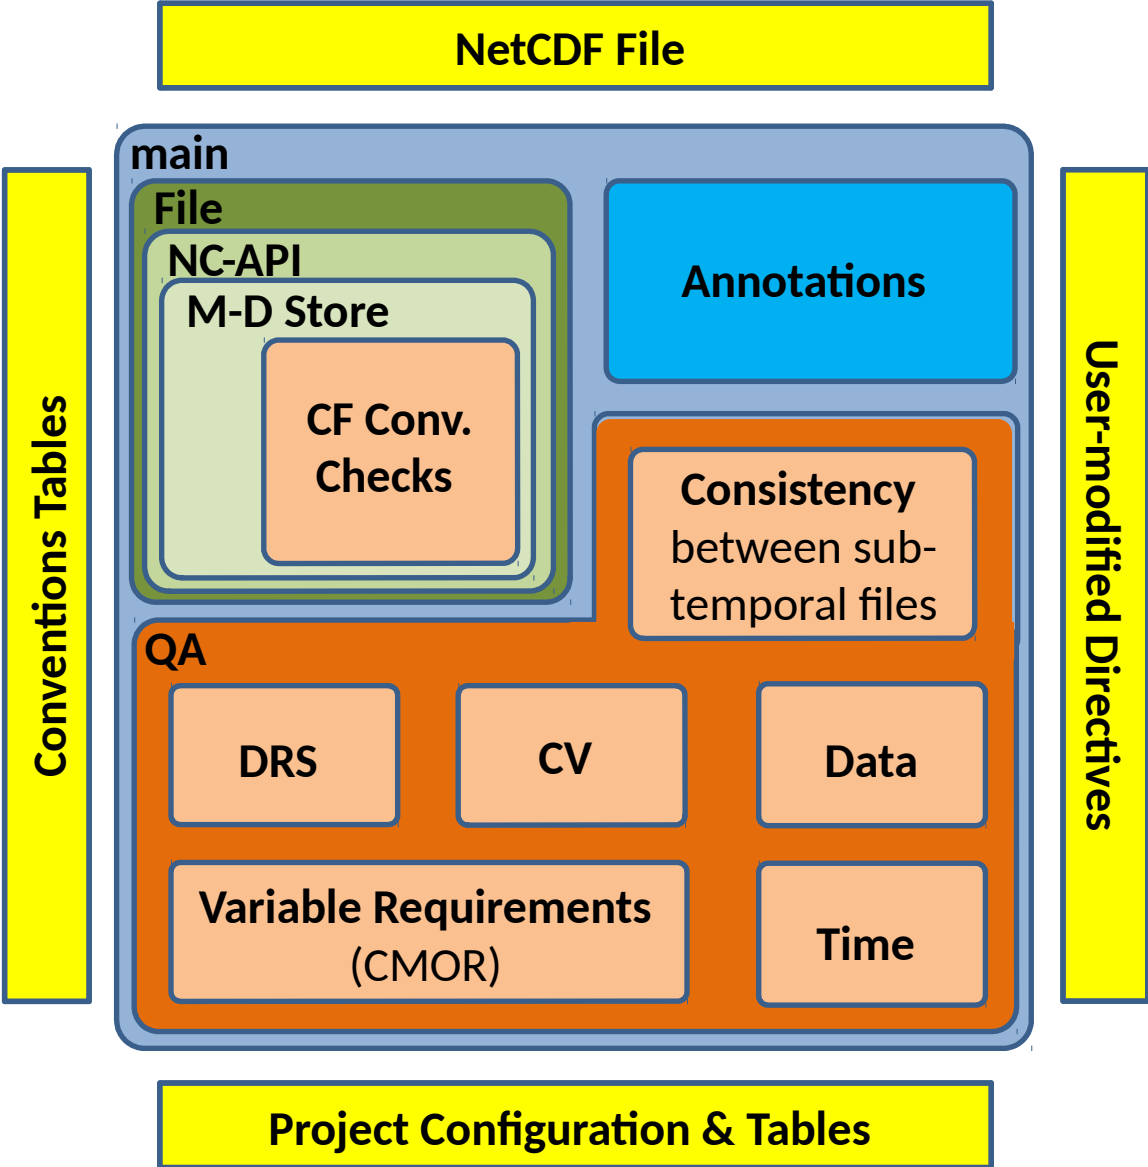 NetCDF File
main
File
NC-API
M-D Store
CF Conv.
Checks
Annotations
Consistency
between sub-
temporal files
QA
DRS
CV
Data
Variable Requirements
(CMOR)
Time
Conventions Tables
User-modified Directives
Project Configuration & Tables